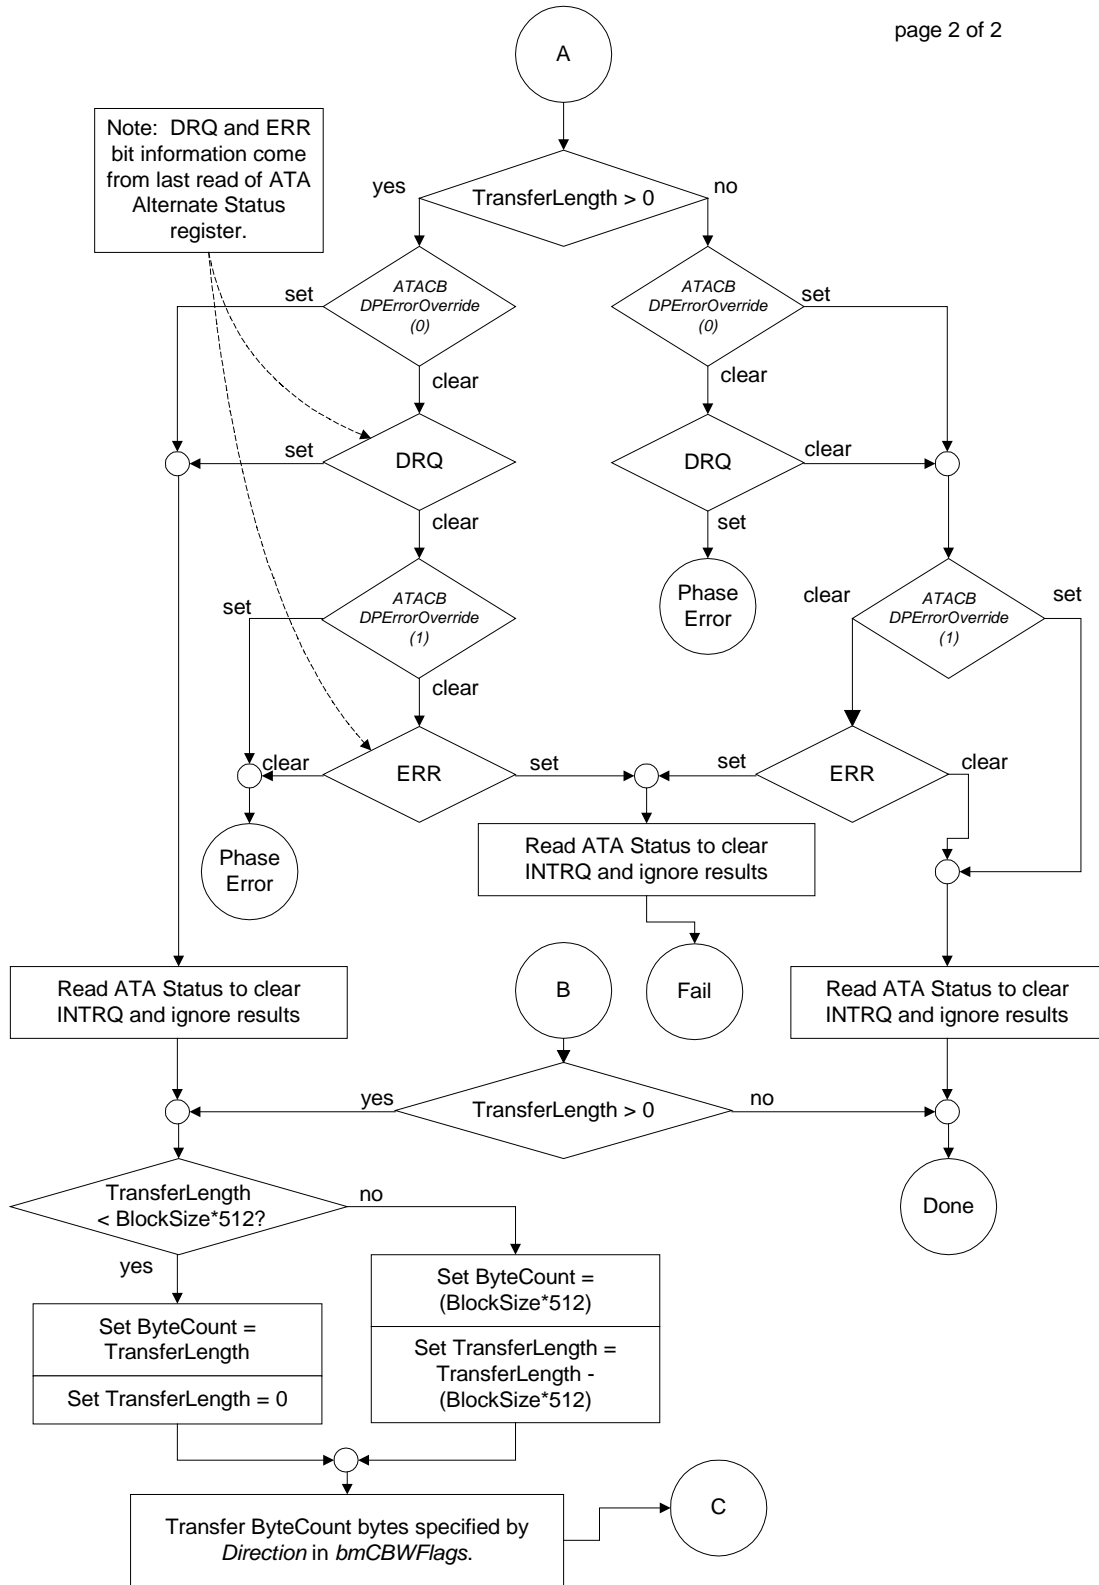 page 2 of 2
A
Note:  DRQ and ERR
bit information come
from last read of ATA
Alternate Status
register.
yes
TransferLength > 0
no
set
ATACB
DPErrorOverride
(0)
clear
ATACB
DPErrorOverride
(0)
set
clear
set
DRQ
clear
DRQ
clear
set
set
ATACB
DPErrorOverride
(1)
clear
Phase
Error
clear
ATACB
DPErrorOverride
(1)
set
clear
ERR
set
set
ERR
clear
Phase
Error
Read ATA Status to clear
INTRQ and ignore results
Read ATA Status to clear
INTRQ and ignore results
B
Fail
Read ATA Status to clear
INTRQ and ignore results
yes
TransferLength > 0
no
TransferLength
< BlockSize*512?
no
yes
Done
Set ByteCount =
(BlockSize*512)
Set ByteCount =
TransferLength
Set TransferLength =
TransferLength -
(BlockSize*512)
Set TransferLength = 0
C
Transfer ByteCount bytes specified by
Direction in bmCBWFlags.